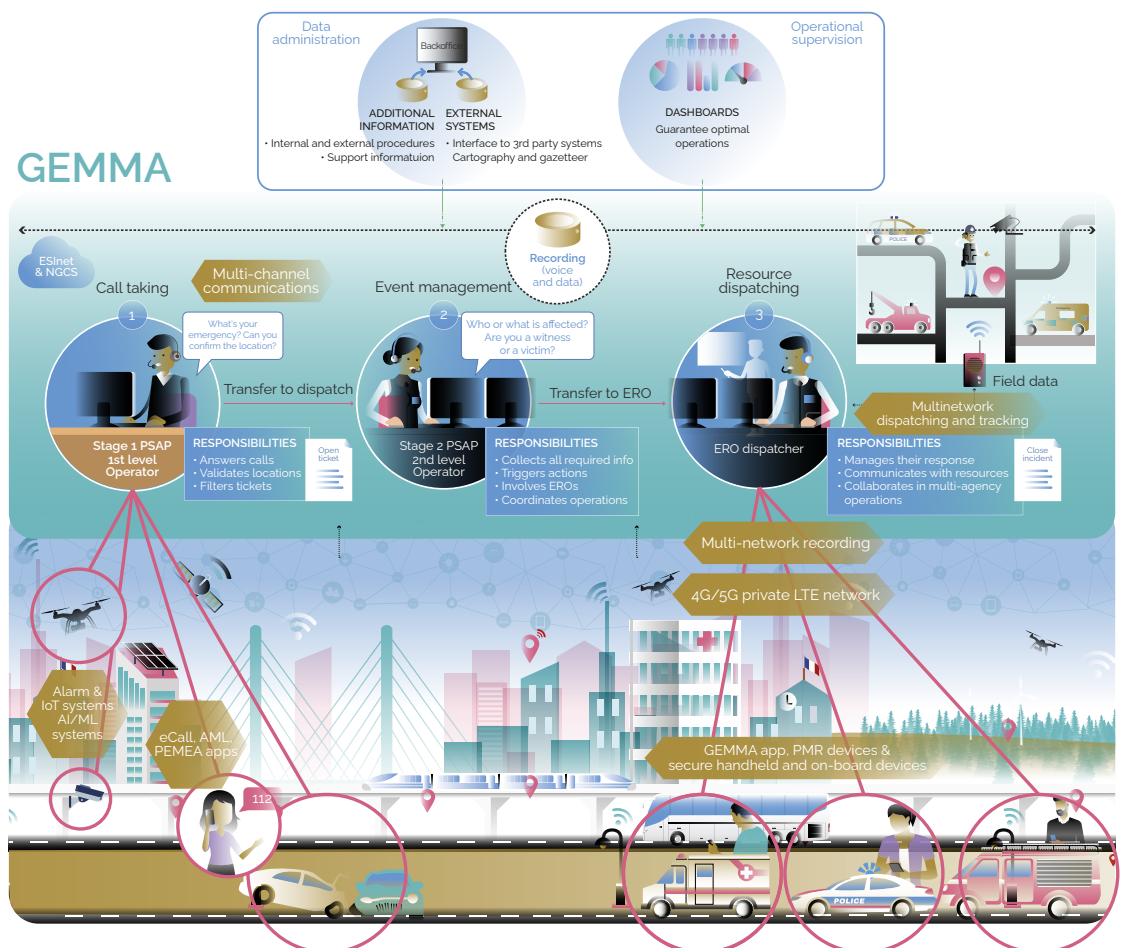 Data
administration
Backoffice
ADDITIONAL
INFORMATION
• Internal and external procedures
• Support informatuion
EXTERNAL
SYSTEMS
• Interface to 3rd party systems
Cartography and gazetteer
Operational
supervision
DASHBOARDS
Guarantee optimal
operations
GEMMA
ESInet
& NGCS
Call taking
Multi-channel
communications
1
What's your
emergency? Can you
confirm the location?
Stage 1 PSAP
1st level
Operator
RESPONSIBILITIES
• Answers calls
• Validates locations
• Filters tickets
Open
ticket
Transfer to dispatch
Recording
(voice
and data)
Event management
2
Who or what is affected?
Are you a witness
or a victim?
Stage 2 PSAP
2nd level
Operator
RESPONSIBILITIES
• Collects all required info
• Triggers actions
• Involves EROs
• Coordinates operations
Transfer to ERO
Resource
dispatching
3
ERO dispatcher
RESPONSIBILITIES
• Manages their response
• Communicates with resources
• Collaborates in multi-agency
operations
Close
incident
POLICE
Field data
Multinetwork
dispatching and tracking
Multi-network recording
4G/5G private LTE network
Alarm &
IoT systems
AI/ML
systems
eCall, AML,
PEMEA apps
GEMMA app, PMR devices &
secure handheld and on-board devices
112
POLICE